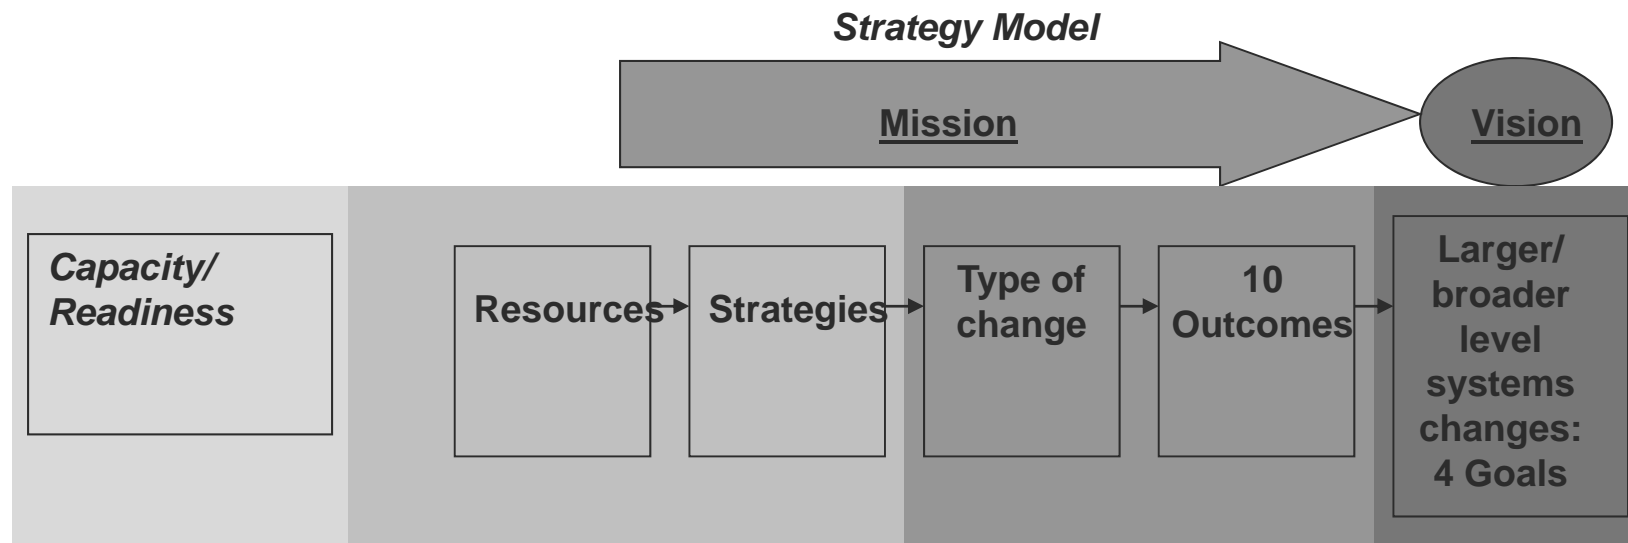 Strategy Model
Mission
Vision
Capacity/
Readiness
Resources
Strategies
Type of
change
10
Outcomes
Larger/
broader
level
systems
changes:
4 Goals